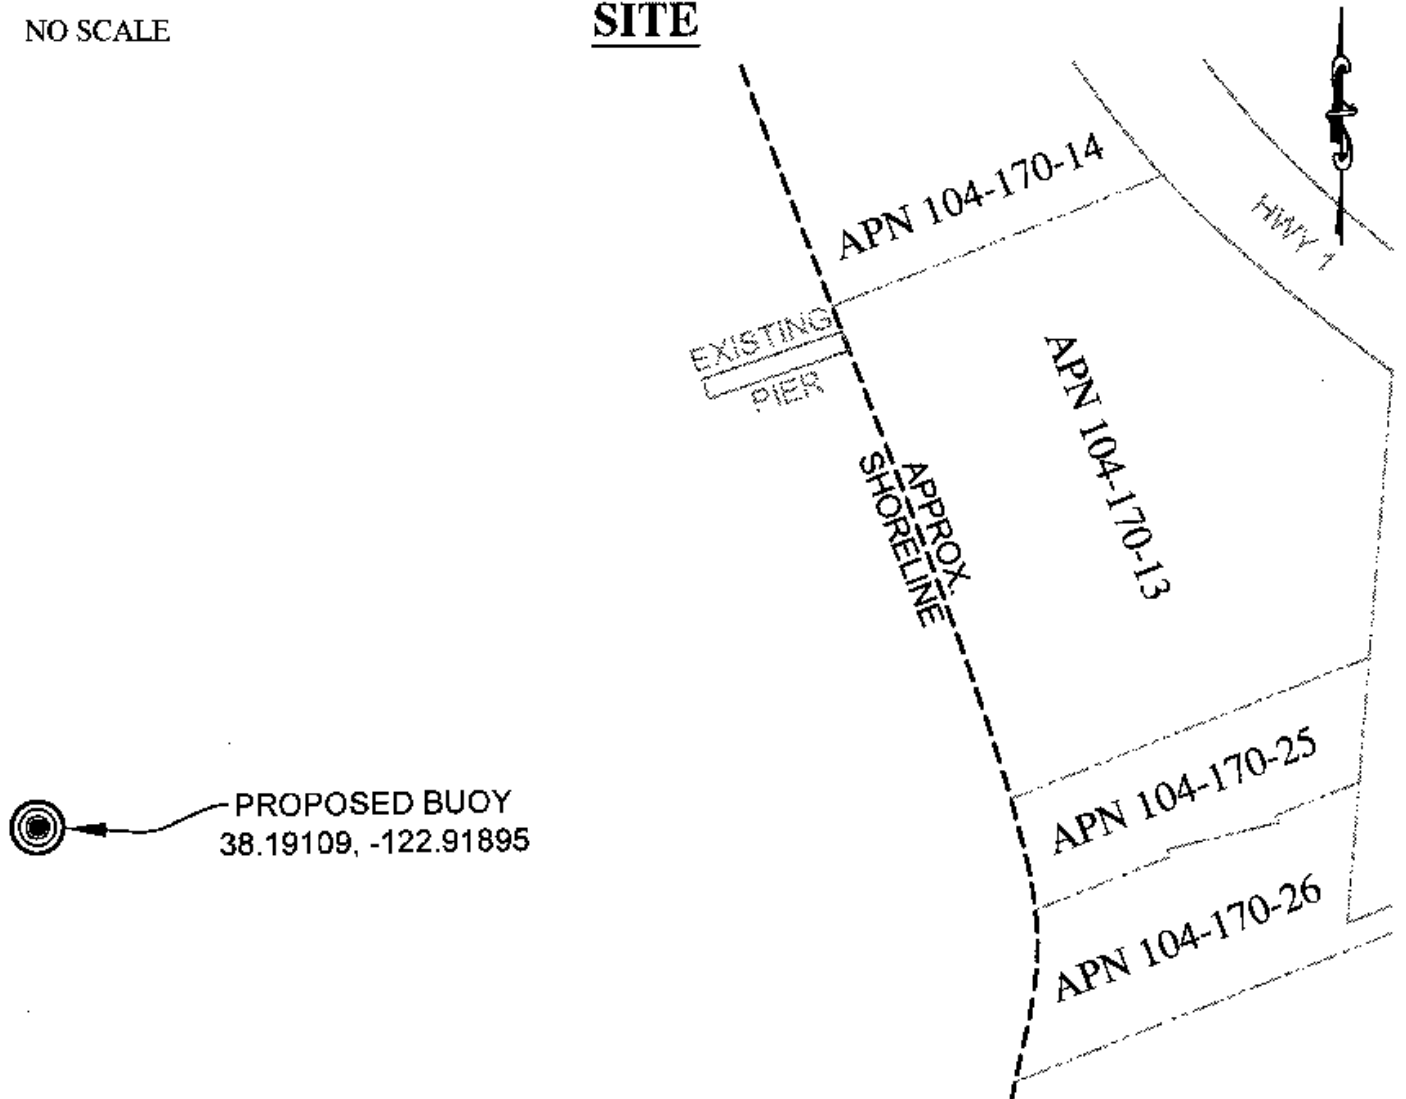 NO SCALE
SITE
APN 104-170-14
HWY 1
EXISTING
PIER
APN 104-170-13
APPROX.
SHORELINE
APN 104-170-25
PROPOSED BUOY
38.19109, -122.91895
APN 104-170-26